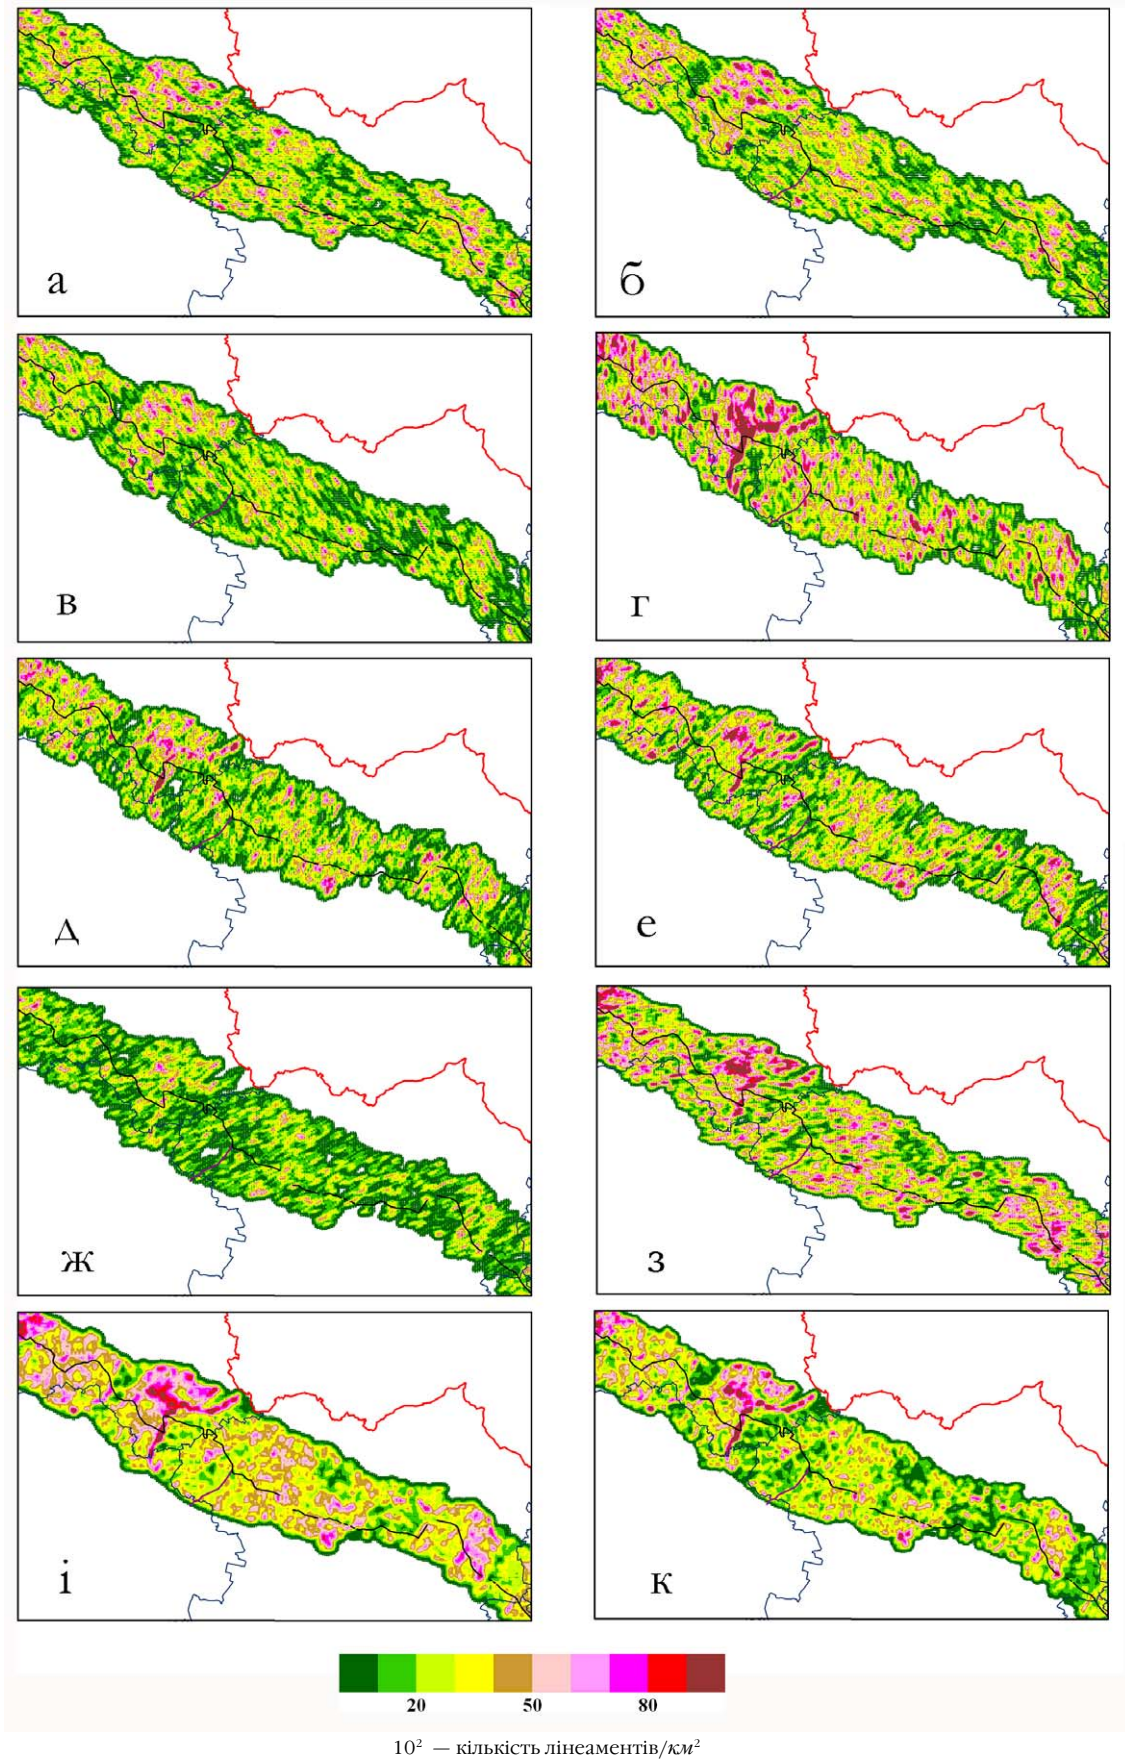 а
б
в
г
д
е
ж
з
і
к
20 50 80
10² — кількість лінеаментів/км²